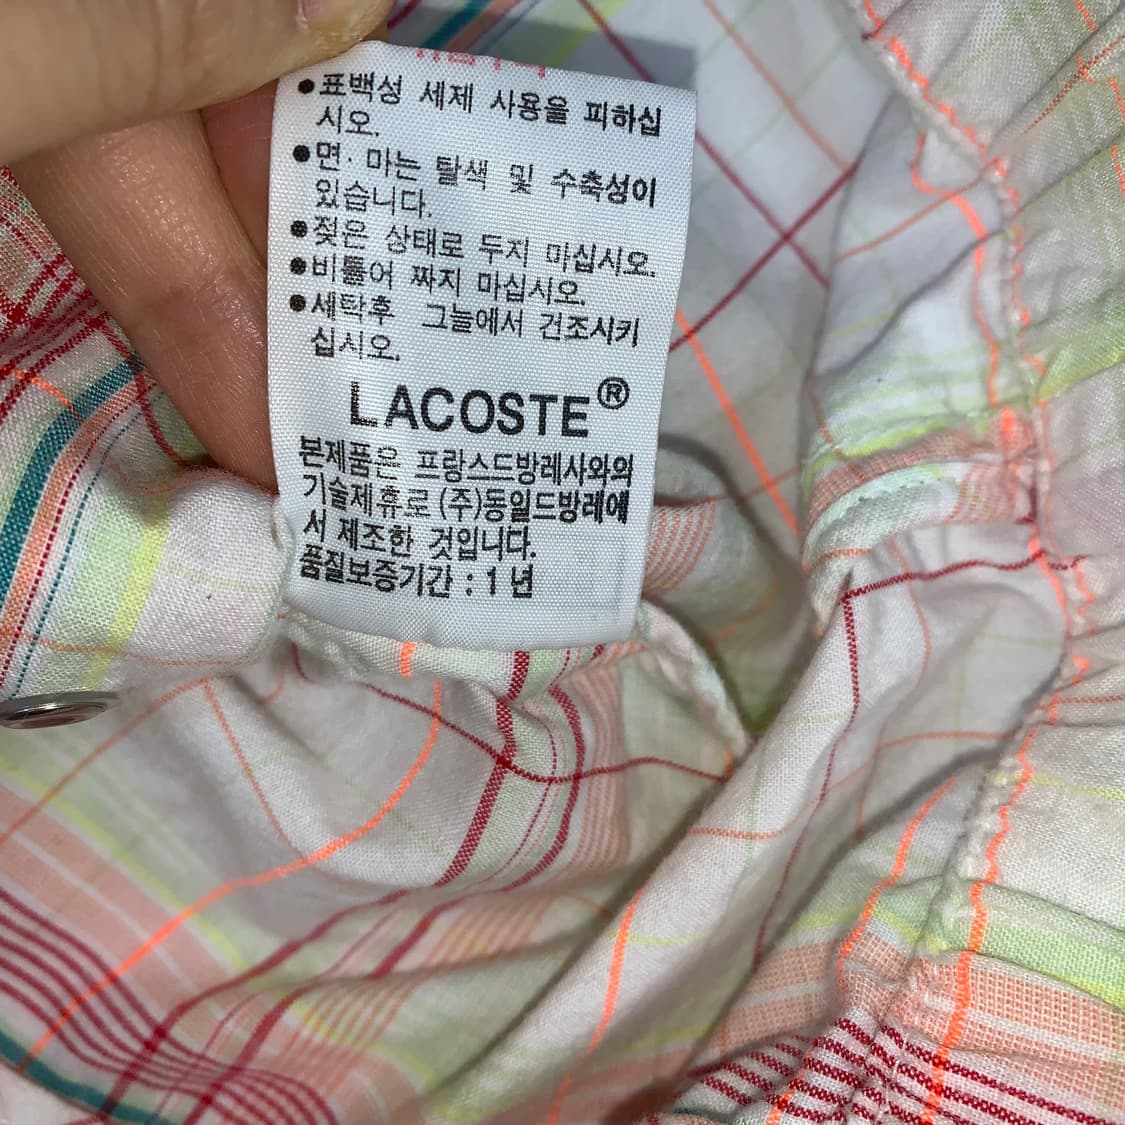 ●표백성 세제 사용을 피하십
시오.
●면·마는 탈색 및 수축성이
있습니다.
●젖은 상태로 두지 마십시오.
●비틀어 짜지 마십시오.
●세탁후 그늘에서 건조시키
십시오.
LACOSTE®
본제품은 프랑스드방레사와의
기술제휴로 (주)동일드방레에
서 제조한 것입니다.
품질보증기간 : 1 년